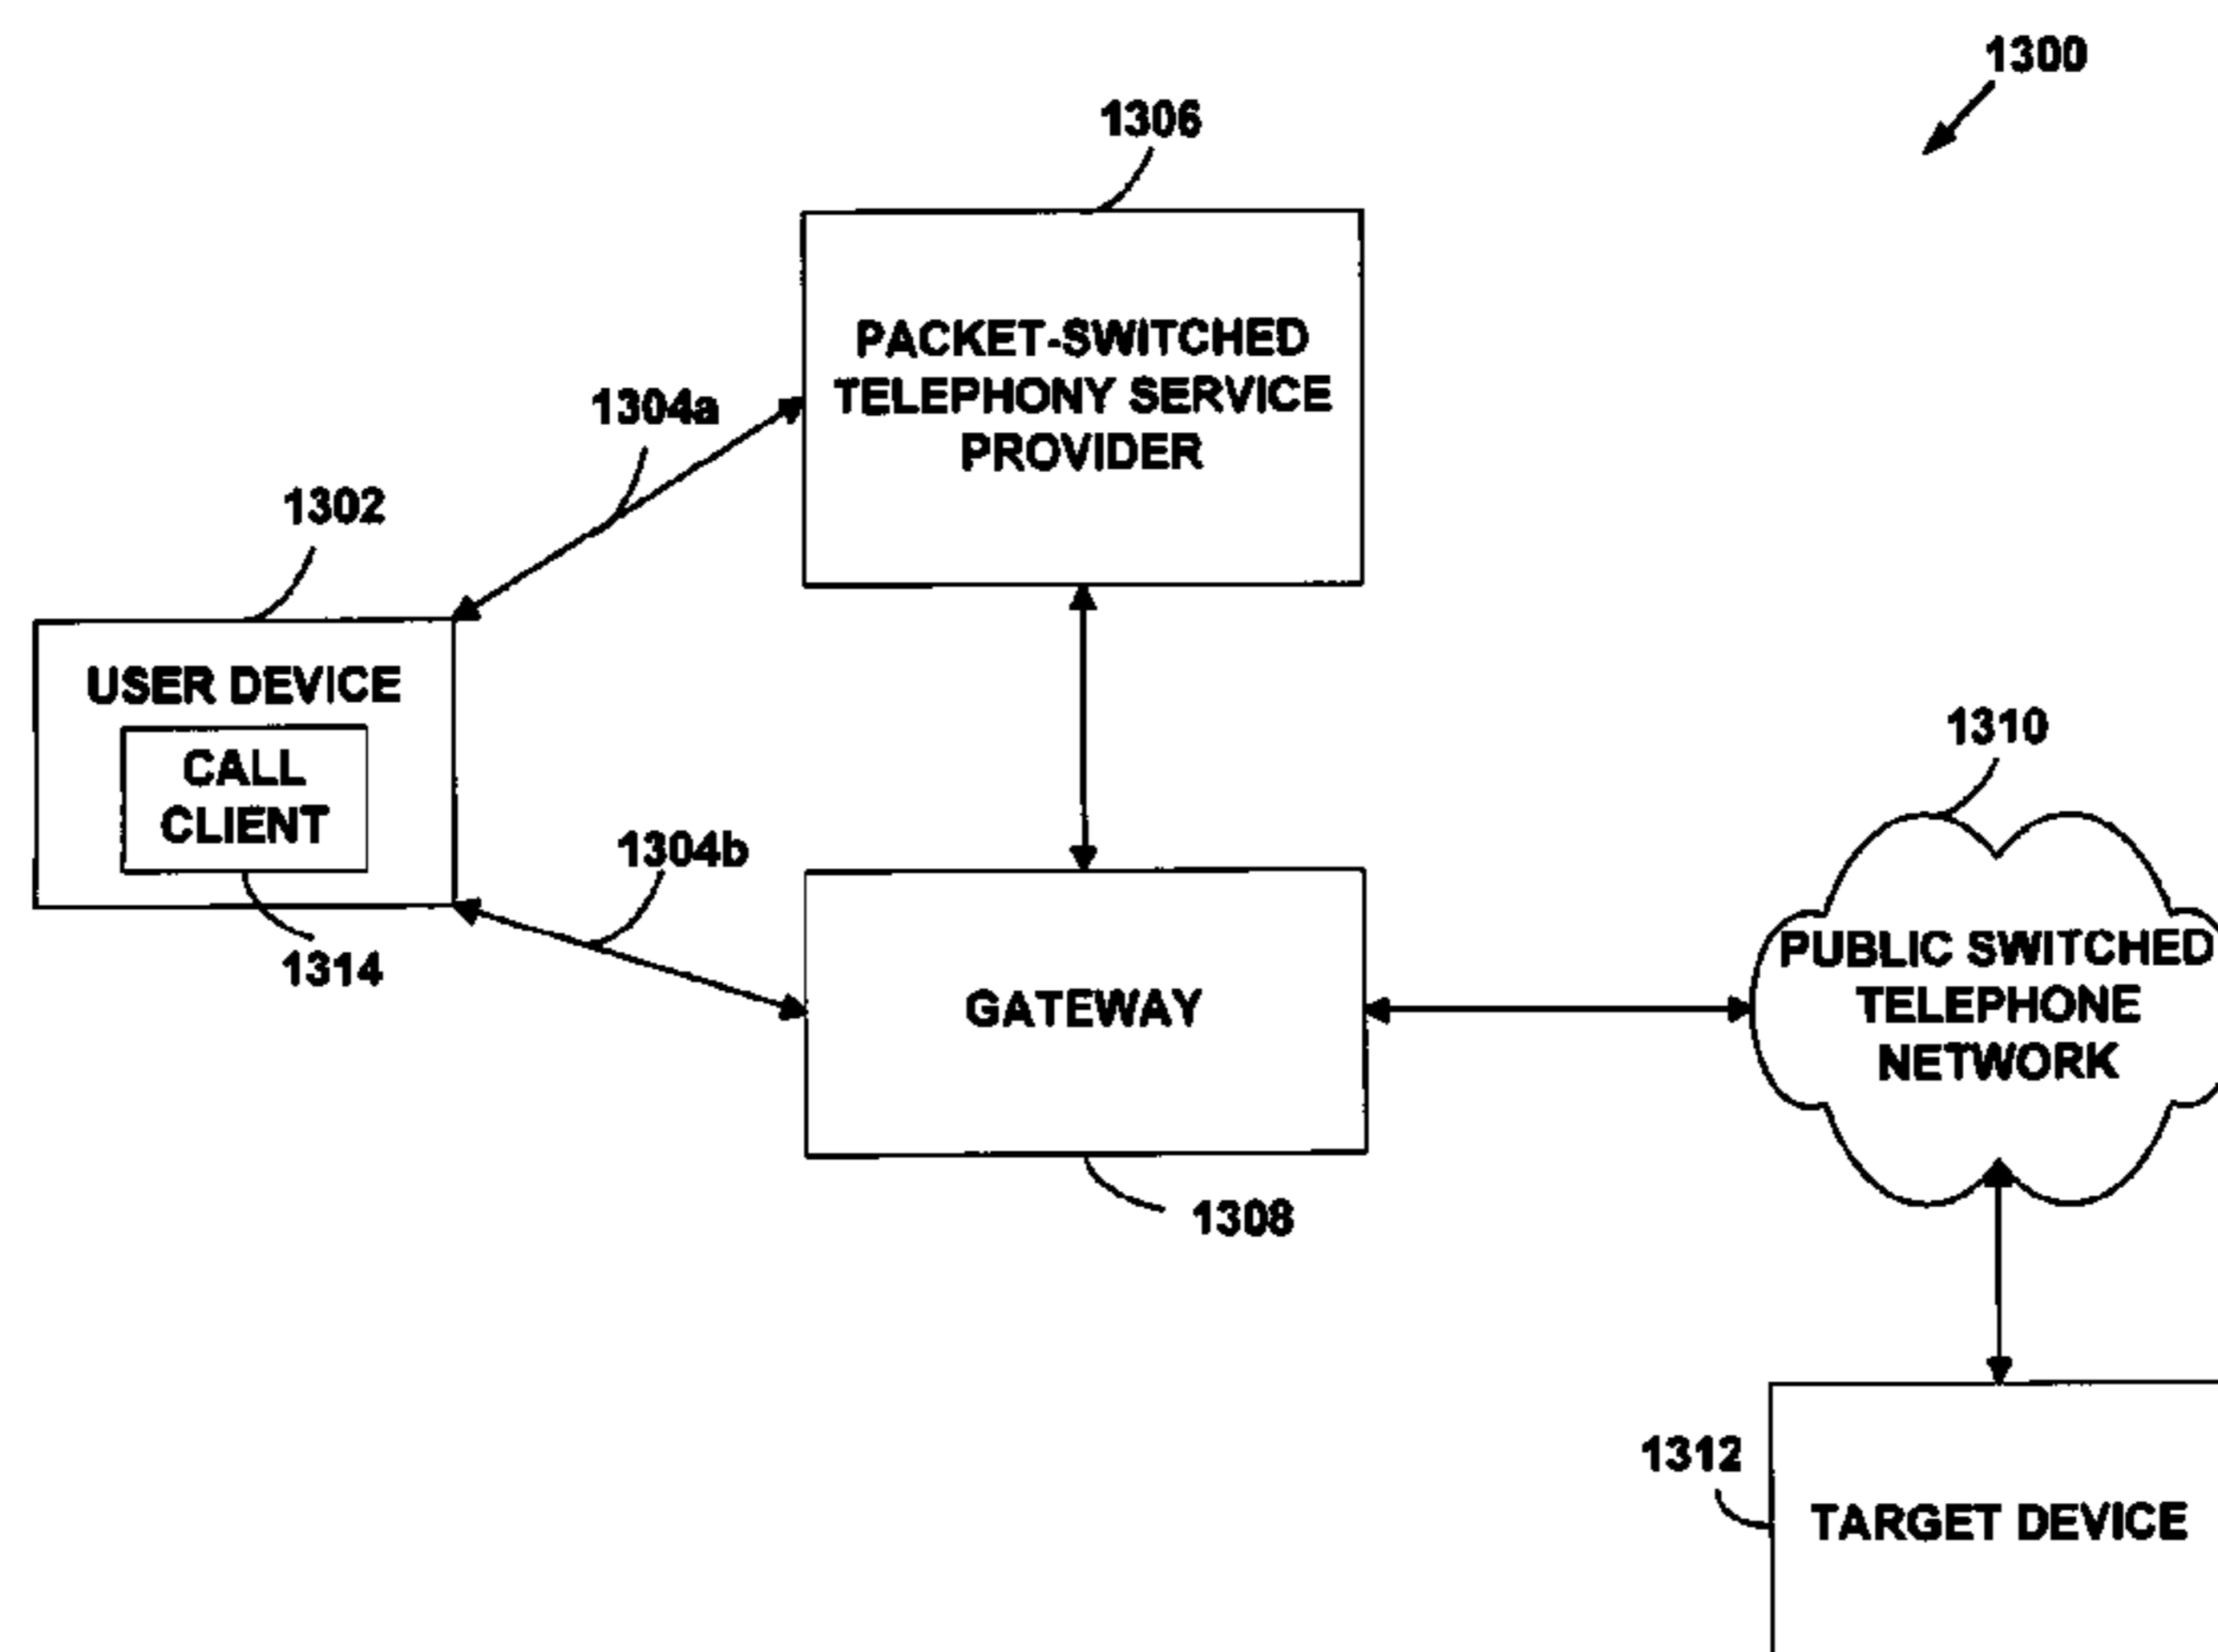 1300
1306
PACKET-SWITCHED
TELEPHONY SERVICE
PROVIDER
1304a
1302
USER DEVICE
CALL
CLIENT
1314
1304b
GATEWAY
1308
1310
PUBLIC SWITCHED
TELEPHONE
NETWORK
1312
TARGET DEVICE